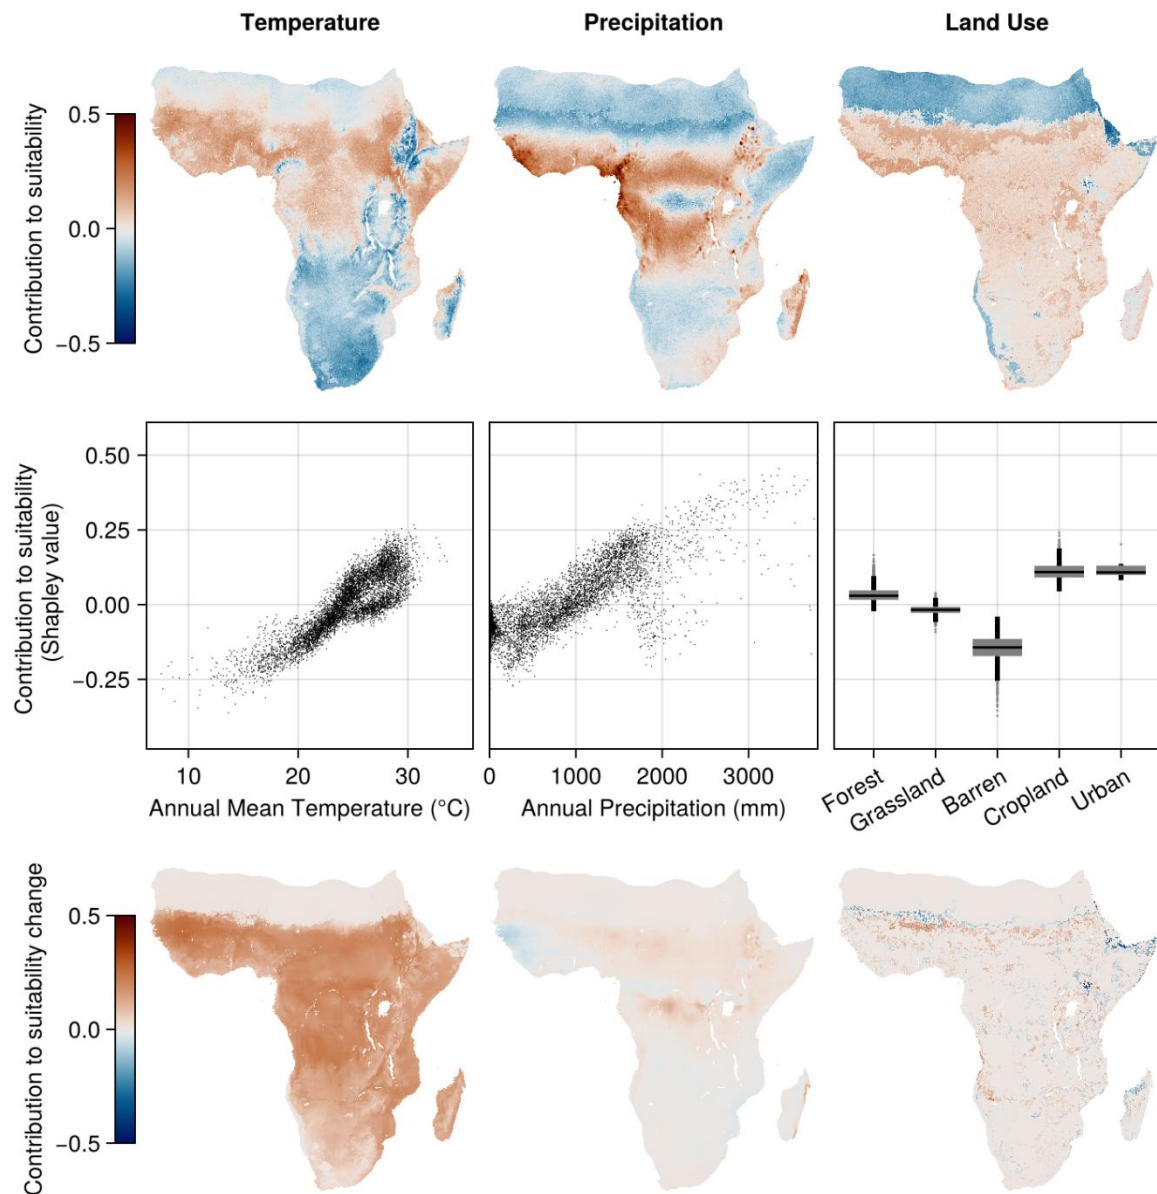 Temperature
Precipitation
Land Use
Contribution to suitability
0.5
0.0
−0.5
Contribution to suitability
(Shapley value)
0.50
0.25
0.00
−0.25
10
20
30
Annual Mean Temperature (°C)
0
1000
2000
3000
Annual Precipitation (mm)
Forest
Grassland
Barren
Cropland
Urban
Contribution to suitability change
0.5
0.0
−0.5